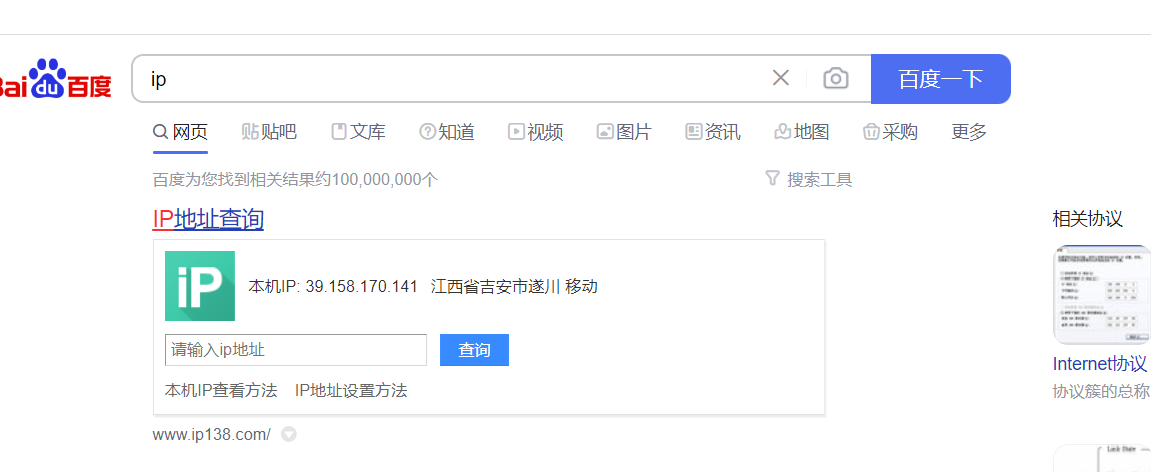 Bai du 百度
ip
百度一下
网页 贴吧 文库 知道 视频 图片 资讯 地图 采购 更多
百度为您找到相关结果约100,000,000个
搜索工具
IP地址查询
iP
本机IP: 39.158.170.141 江西省吉安市遂川 移动
请输入ip地址
查询
本机IP查看方法 IP地址设置方法
www.ip138.com/
相关协议
Internet协议
协议簇的总称
Link State